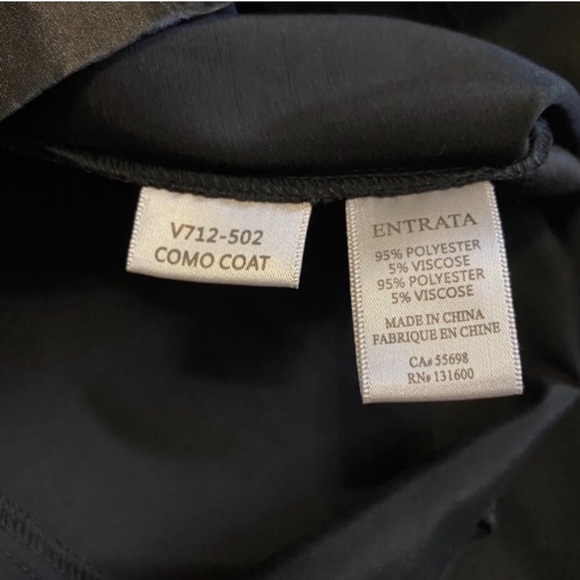 V712-502
COMO COAT
ENTRATA
95% POLYESTER
5% VISCOSE
95% POLYESTER
5% VISCOSE
MADE IN CHINA
FABRIQUE EN CHINE
CA# 55698
RN# 131600